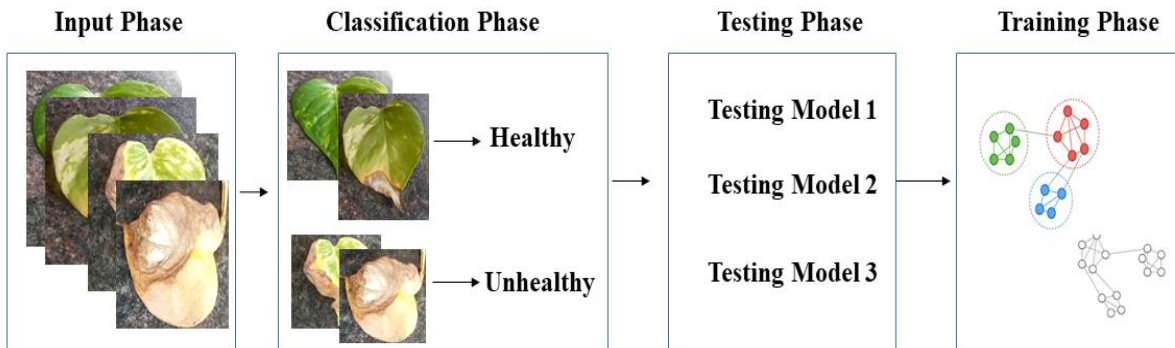 Input Phase
Classification Phase
Testing Phase
Training Phase
Healthy
Unhealthy
Testing Model 1
Testing Model 2
Testing Model 3